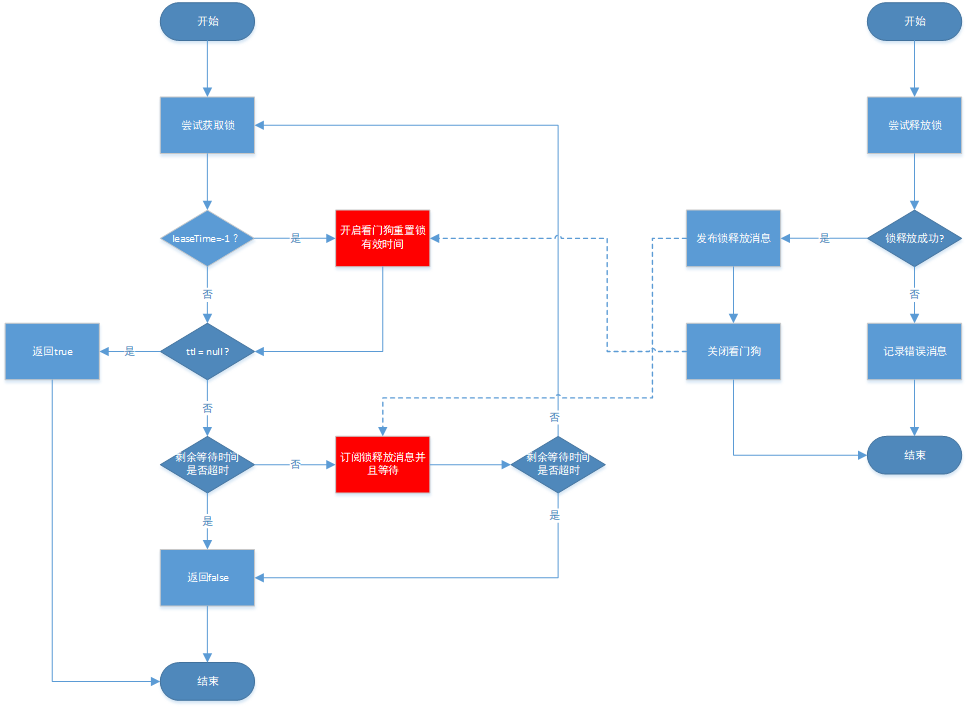 开始
开始
尝试获取锁
尝试释放锁
leaseTime=-1 ?
是
开启看门狗重置锁
有效时间
发布锁释放消息
是
锁释放成功?
否
否
返回true
是
ttl = null ?
关闭看门狗
记录错误消息
否
否
剩余等待时间
是否超时
否
订阅锁释放消息并
且等待
剩余等待时间
是否超时
结束
是
是
返回false
结束